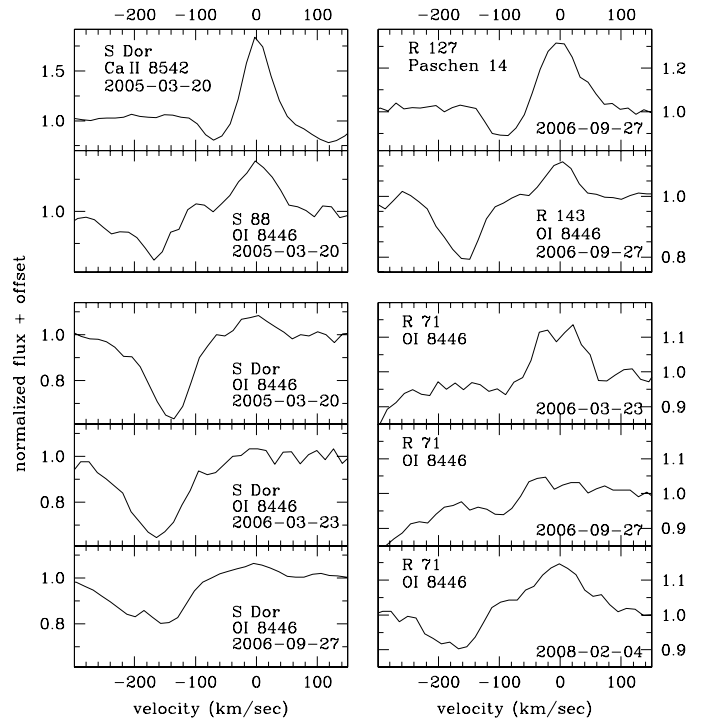 −200 −100 0 100
−200 −100 0 100
S Dor
Ca II 8542
2005−03−20
1.5
1.0
R 127
Paschen 14
2006−09−27
1.2
1.0
S 88
OI 8446
2005−03−20
1.0
R 143
OI 8446
2006−09−27
1.0
0.8
normalized flux + offset
S Dor
OI 8446
2005−03−20
1.0
0.8
R 71
OI 8446
2006−03−23
1.1
1.0
0.9
S Dor
OI 8446
2006−03−23
1.0
0.8
R 71
OI 8446
2006−09−27
1.1
1.0
0.9
S Dor
OI 8446
2006−09−27
1.0
0.8
R 71
OI 8446
2008−02−04
1.1
1.0
0.9
−200 −100 0 100
−200 −100 0 100
velocity (km/sec)
velocity (km/sec)